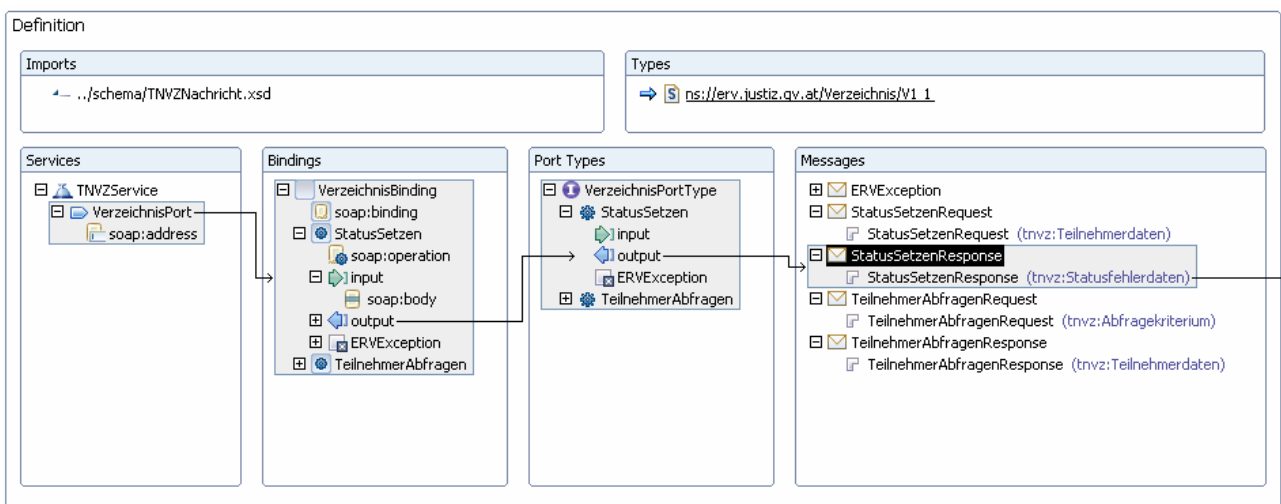 Definition
Imports
../schema/TNVZNachricht.xsd
Types
ns://erv.justiz.gv.at/Verzeichnis/V1_1
Services
TNVZService
VerzeichnisPort
soap:address
Bindings
VerzeichnisBinding
soap:binding
StatusSetzen
soap:operation
input
soap:body
output
ERVException
TeilnehmerAbfragen
Port Types
VerzeichnisPortType
StatusSetzen
input
output
ERVException
TeilnehmerAbfragen
Messages
ERVException
StatusSetzenRequest
StatusSetzenRequest (tnvz:Teilnehmerdaten)
StatusSetzenResponse
StatusSetzenResponse (tnvz:Statusfehlerdaten)
TeilnehmerAbfragenRequest
TeilnehmerAbfragenRequest (tnvz:Abfragekriterium)
TeilnehmerAbfragenResponse
TeilnehmerAbfragenResponse (tnvz:Teilnehmerdaten)